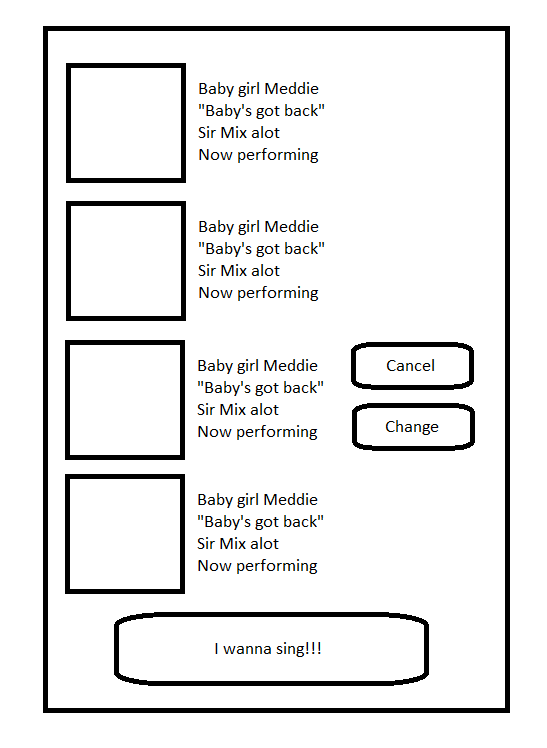 Baby girl Meddie
"Baby's got back"
Sir Mix alot
Now performing
Baby girl Meddie
"Baby's got back"
Sir Mix alot
Now performing
Baby girl Meddie
"Baby's got back"
Sir Mix alot
Now performing
Cancel
Change
Baby girl Meddie
"Baby's got back"
Sir Mix alot
Now performing
I wanna sing!!!